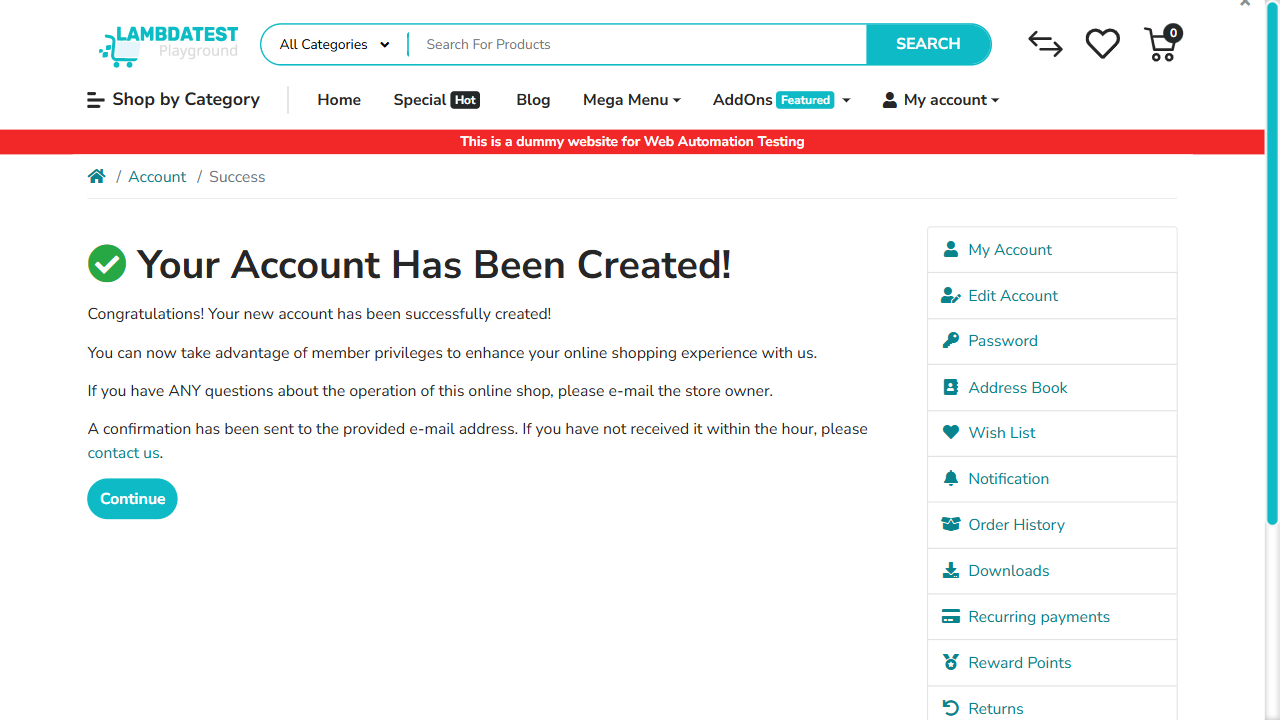 LAMBDATEST
Playground
All Categories
Search For Products
SEARCH
0
Shop by Category
Home
Special Hot
Blog
Mega Menu
AddOns Featured
My account
This is a dummy website for Web Automation Testing
/ Account / Success
Your Account Has Been Created!
Congratulations! Your new account has been successfully created!
You can now take advantage of member privileges to enhance your online shopping experience with us.
If you have ANY questions about the operation of this online shop, please e-mail the store owner.
A confirmation has been sent to the provided e-mail address. If you have not received it within the hour, please
contact us.
Continue
My Account
Edit Account
Password
Address Book
Wish List
Notification
Order History
Downloads
Recurring payments
Reward Points
Returns